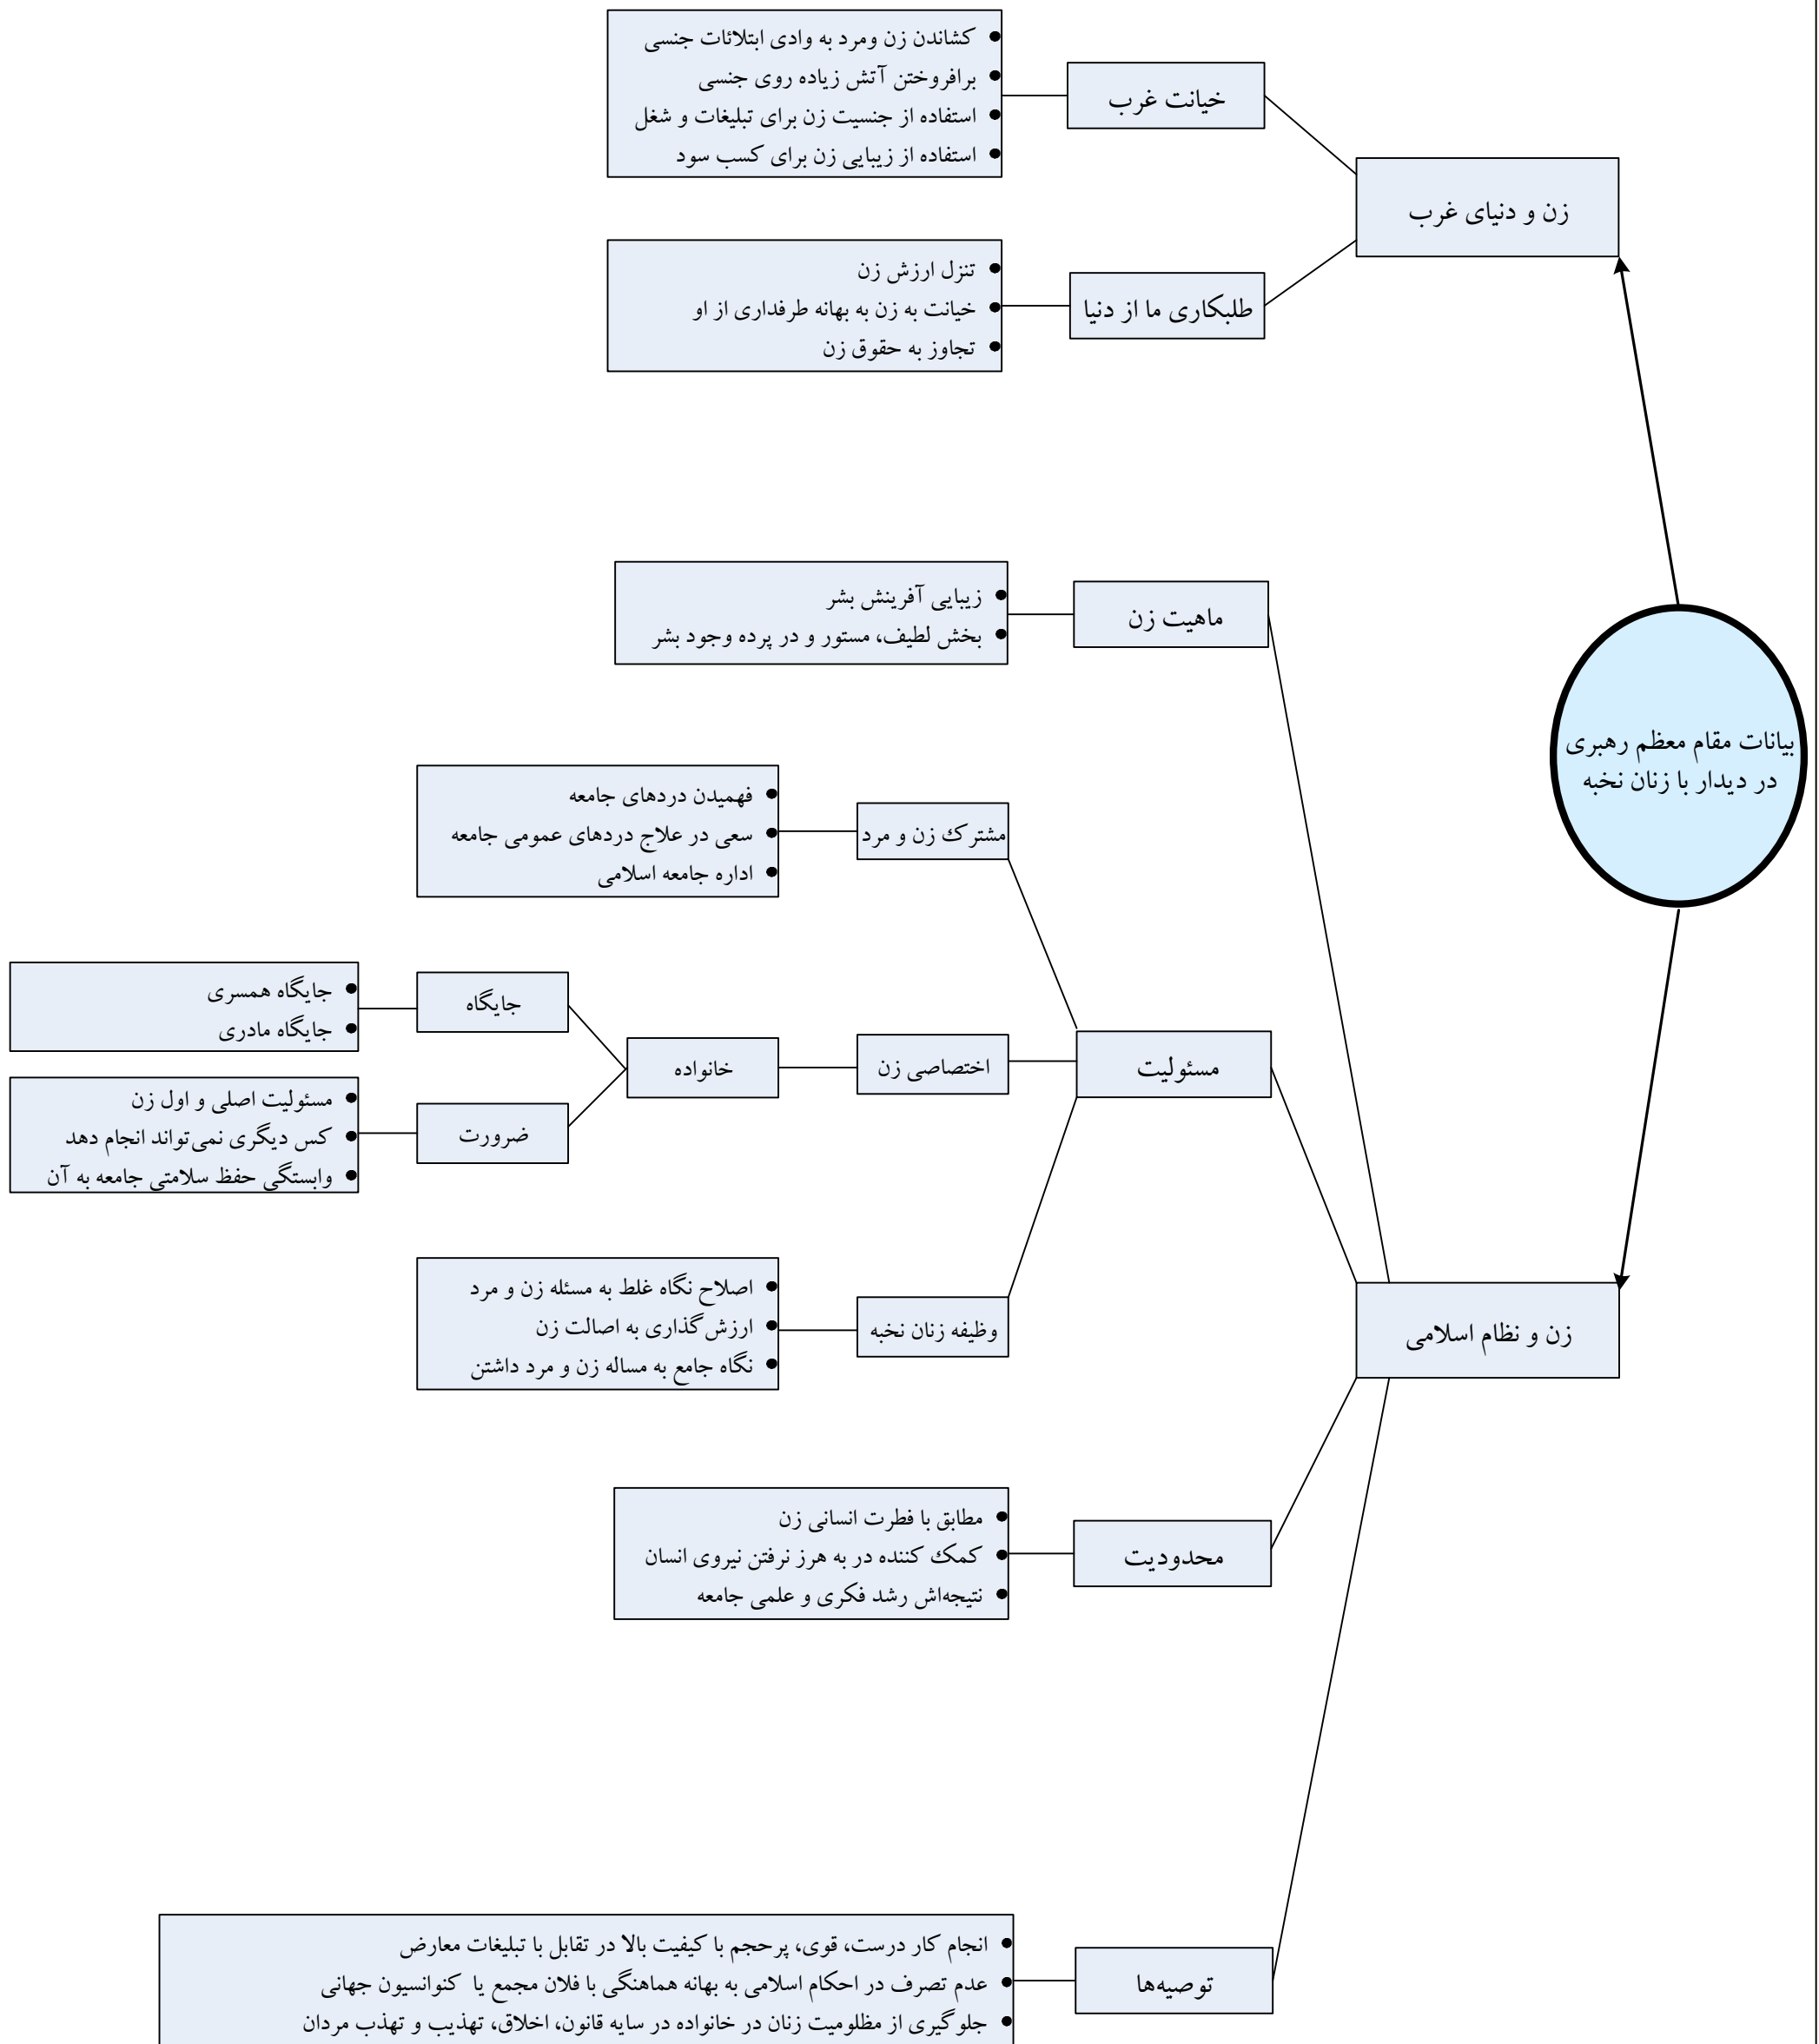 بیانات مقام معظم رهبری
در دیدار با زنان نخبه
زن و دنیای غرب
خیانت غرب
کشاندن زن ومرد به وادی ابتلائات جنسی
برافروختن آتش زیاده روی جنسی
استفاده از جنسیت زن برای تبلیغات و شغل
استفاده از زیبایی زن برای کسب سود
طلبکاری ما از دنیا
تنزل ارزش زن
خیانت به زن به بهانه طرفداری از او
تجاوز به حقوق زن
زن و نظام اسلامی
ماهیت زن
زیبایی آفرینش بشر
بخش لطیف، مستور و در پرده وجود بشر
مسئولیت
مشترک زن و مرد
فهمیدن دردهای جامعه
سعی در علاج دردهای عمومی جامعه
اداره جامعه اسلامی
اختصاصی زن
خانواده
جایگاه
جایگاه همسری
جایگاه مادری
ضرورت
مسئولیت اصلی و اول زن
کس دیگری نمی‌تواند انجام دهد
وابستگی حفظ سلامتی جامعه به آن
وظیفه زنان نخبه
اصلاح نگاه غلط به مسئله زن و مرد
ارزش‌گذاری به اصالت زن
نگاه جامع به مساله زن و مرد داشتن
محدودیت
مطابق با فطرت انسانی زن
کمک کننده در به هرز نرفتن نیروی انسان
نتیجه‌اش رشد فکری و علمی جامعه
توصیه‌ها
انجام کار درست، قوی، پرحجم با کیفیت بالا در تقابل با تبلیغات معارض
عدم تصرف در احکام اسلامی به بهانه هماهنگی با فلان مجمع یا کنوانسیون جهانی
جلوگیری از مظلومیت زنان در خانواده در سایه قانون، اخلاق، تهذیب و تهذب مردان